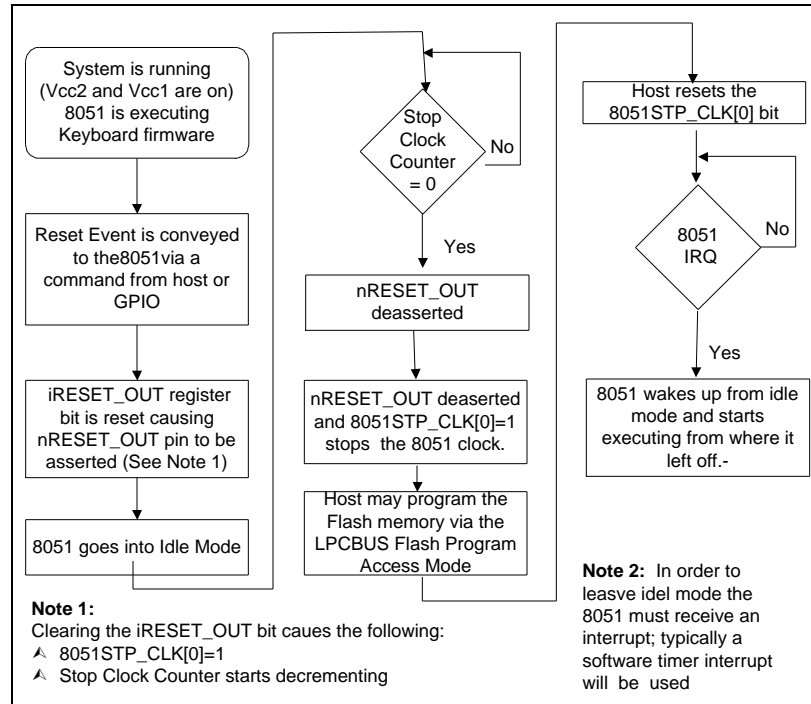 System is running
(Vcc2 and Vcc1 are on)
8051 is executing
Keyboard firmware
Reset Event is conveyed
to the8051via a
command from host or
GPIO
iRESET_OUT register
bit is reset causing
nRESET_OUT pin to be
asserted (See Note 1)
8051 goes into Idle Mode
Stop
Clock
Counter
= 0
No
Yes
nRESET_OUT
deasserted
nRESET_OUT deaserted
and 8051STP_CLK[0]=1
stops the 8051 clock.
Host may program the
Flash memory via the
LPCBUS Flash Program
Access Mode
Host resets the
8051STP_CLK[0] bit
8051
IRQ
No
Yes
8051 wakes up from idle
mode and starts
executing from where it
left off.-
Note 1:
Clearing the iRESET_OUT bit caues the following:
8051STP_CLK[0]=1
Stop Clock Counter starts decrementing
Note 2: In order to
leasve idel mode the
8051 must receive an
interrupt; typically a
software timer interrupt
will be used